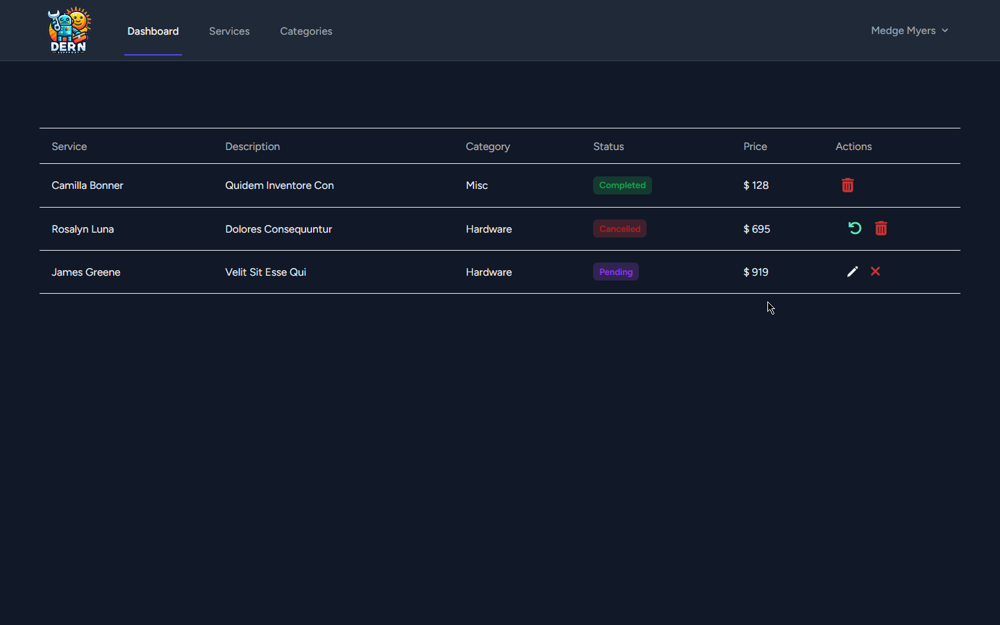 DERN
SUPPPORT
Dashboard Services Categories
Medge Myers
Service Description Category Status Price Actions
Camilla Bonner Quidem Inventore Con Misc Completed $ 128
Rosalyn Luna Dolores Consequuntur Hardware Cancelled $ 695
James Greene Velit Sit Esse Qui Hardware Pending $ 919